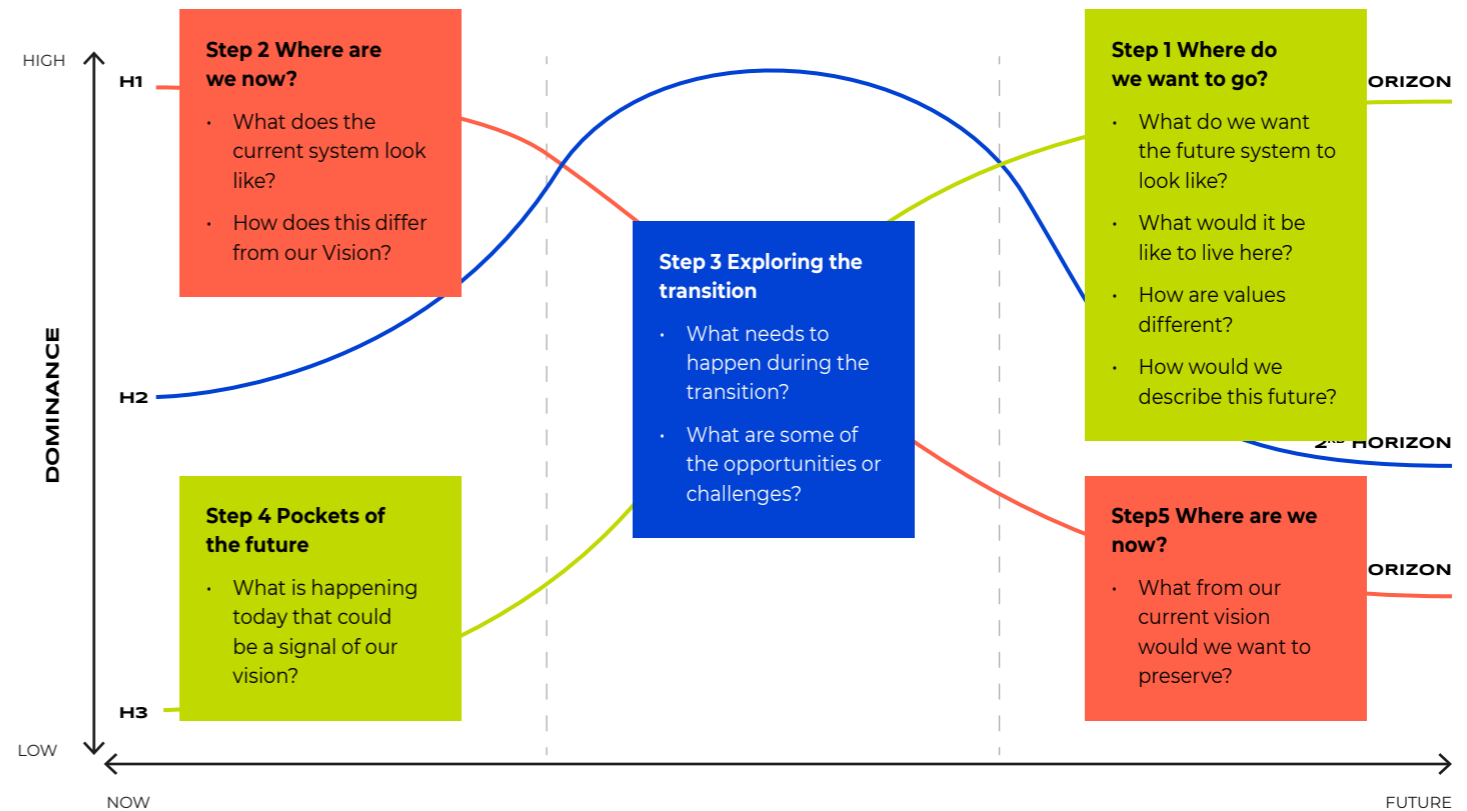 HIGH
H1
Step 2 Where are
we now?
• What does the
current system look
like?
• How does this differ
from our Vision?
Step 1 Where do
we want to go?
• What do we want
the future system to
look like?
• What would it be
like to live here?
• How are values
different?
• How would we
describe this future?
ORIZON
Step 3 Exploring the
transition
• What needs to
happen during the
transition?
• What are some of
the opportunities or
challenges?
DOMINANCE
H2
HORIZON
Step 4 Pockets of
the future
• What is happening
today that could
be a signal of our
vision?
Step5 Where are we
now?
• What from our
current vision
would we want to
preserve?
ORIZON
H3
LOW
NOW
FUTURE